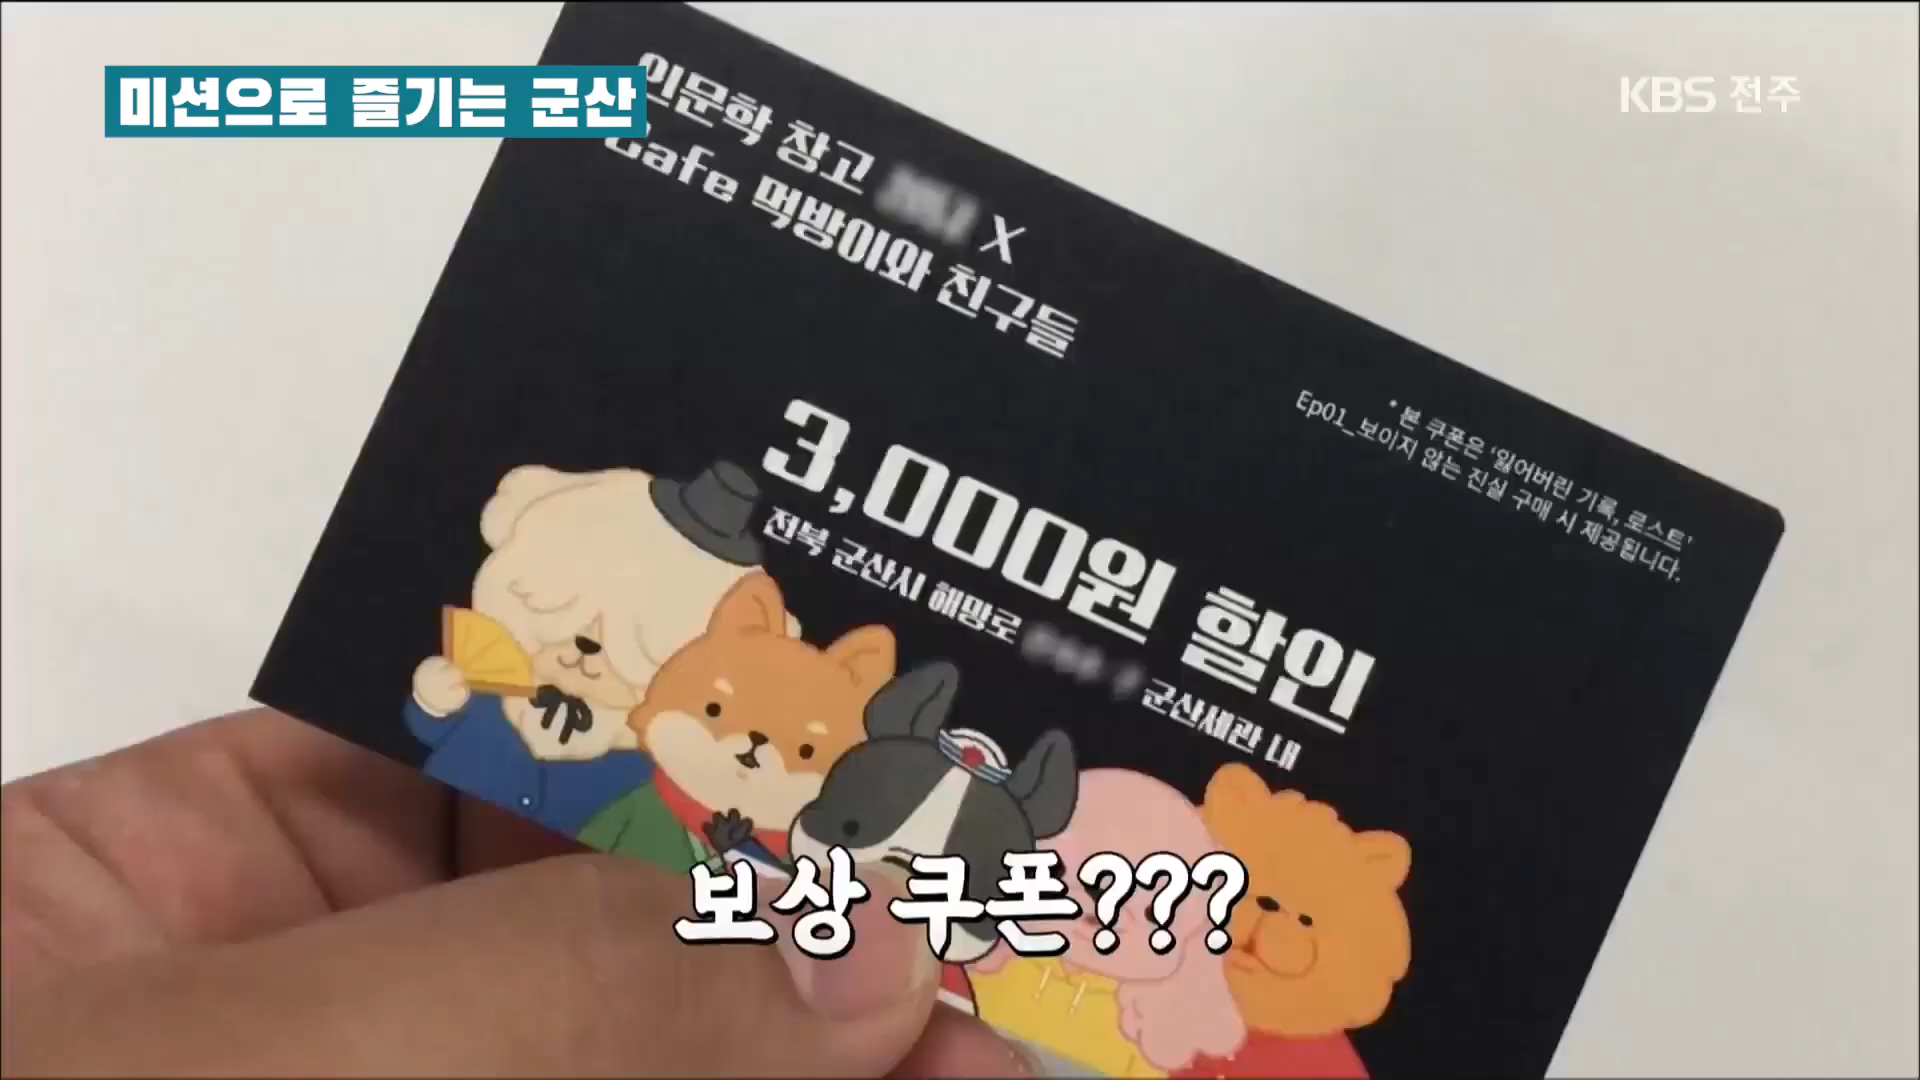 미션으로 즐기는 군산
KBS 전주
인문학 창고 X
Cafe 먹방이와 친구들
* 본 쿠폰은 '잃어버린 기록, 로스트'
Ep01_보이지 않는 진실 구매 시 제공됩니다.
3,000원 할인
전북 군산시 해망로 군산세관 내
보상 쿠폰???